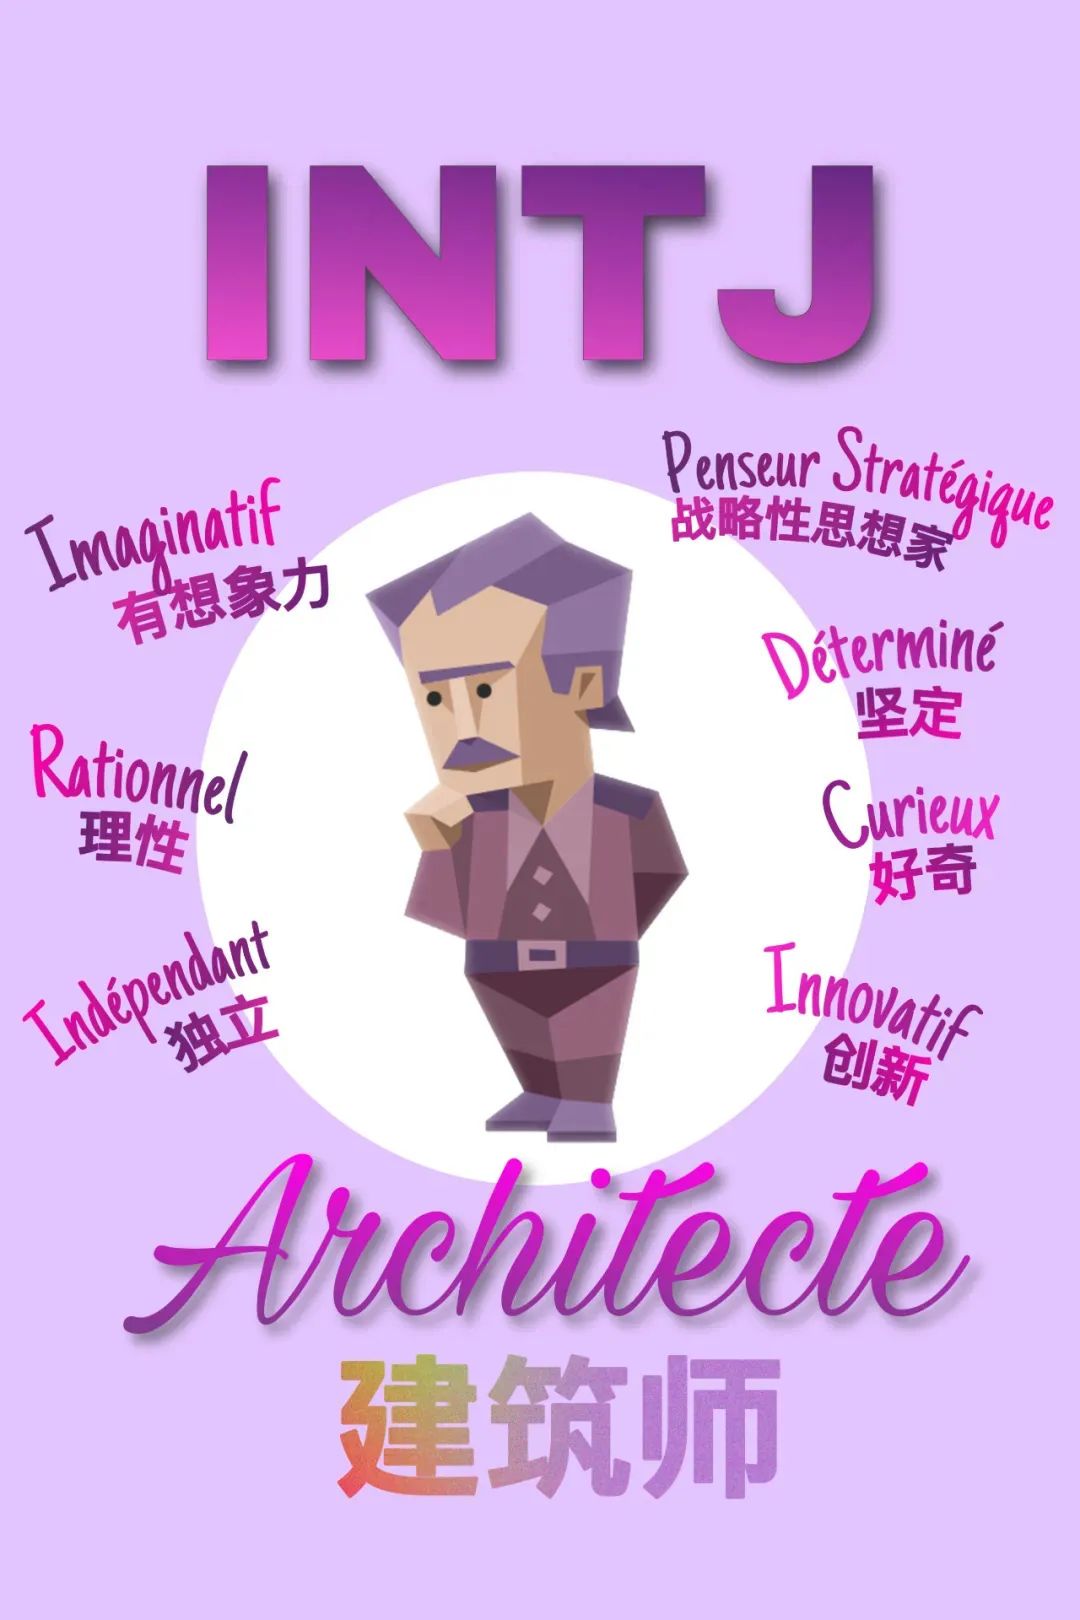 INTJ
Imaginatif
有想象力
Penseur Stratégique
战略性思想家
Déterminé
坚定
Rationnel
理性
Curieux
好奇
Indépendant
独立
Innovatif
创新
Architecte
建筑师